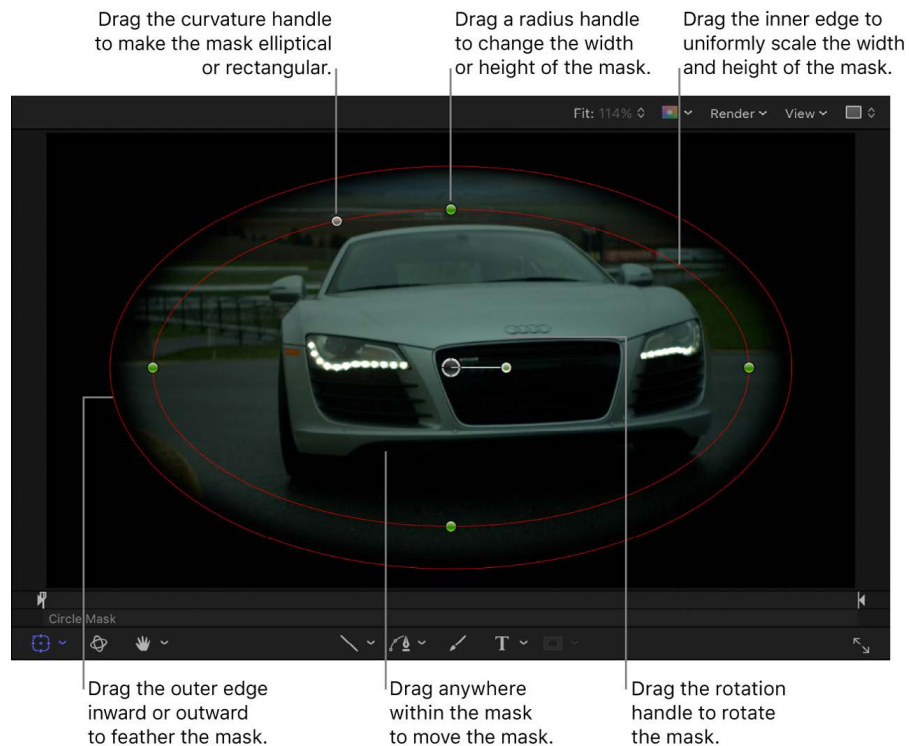 Drag the curvature handle
to make the mask elliptical
or rectangular.
Drag a radius handle
to change the width
or height of the mask.
Drag the inner edge to
uniformly scale the width
and height of the mask.
Fit: 114% Render View
Circle Mask
T
Drag the outer edge
inward or outward
to feather the mask.
Drag anywhere
within the mask
to move the mask.
Drag the rotation
handle to rotate
the mask.